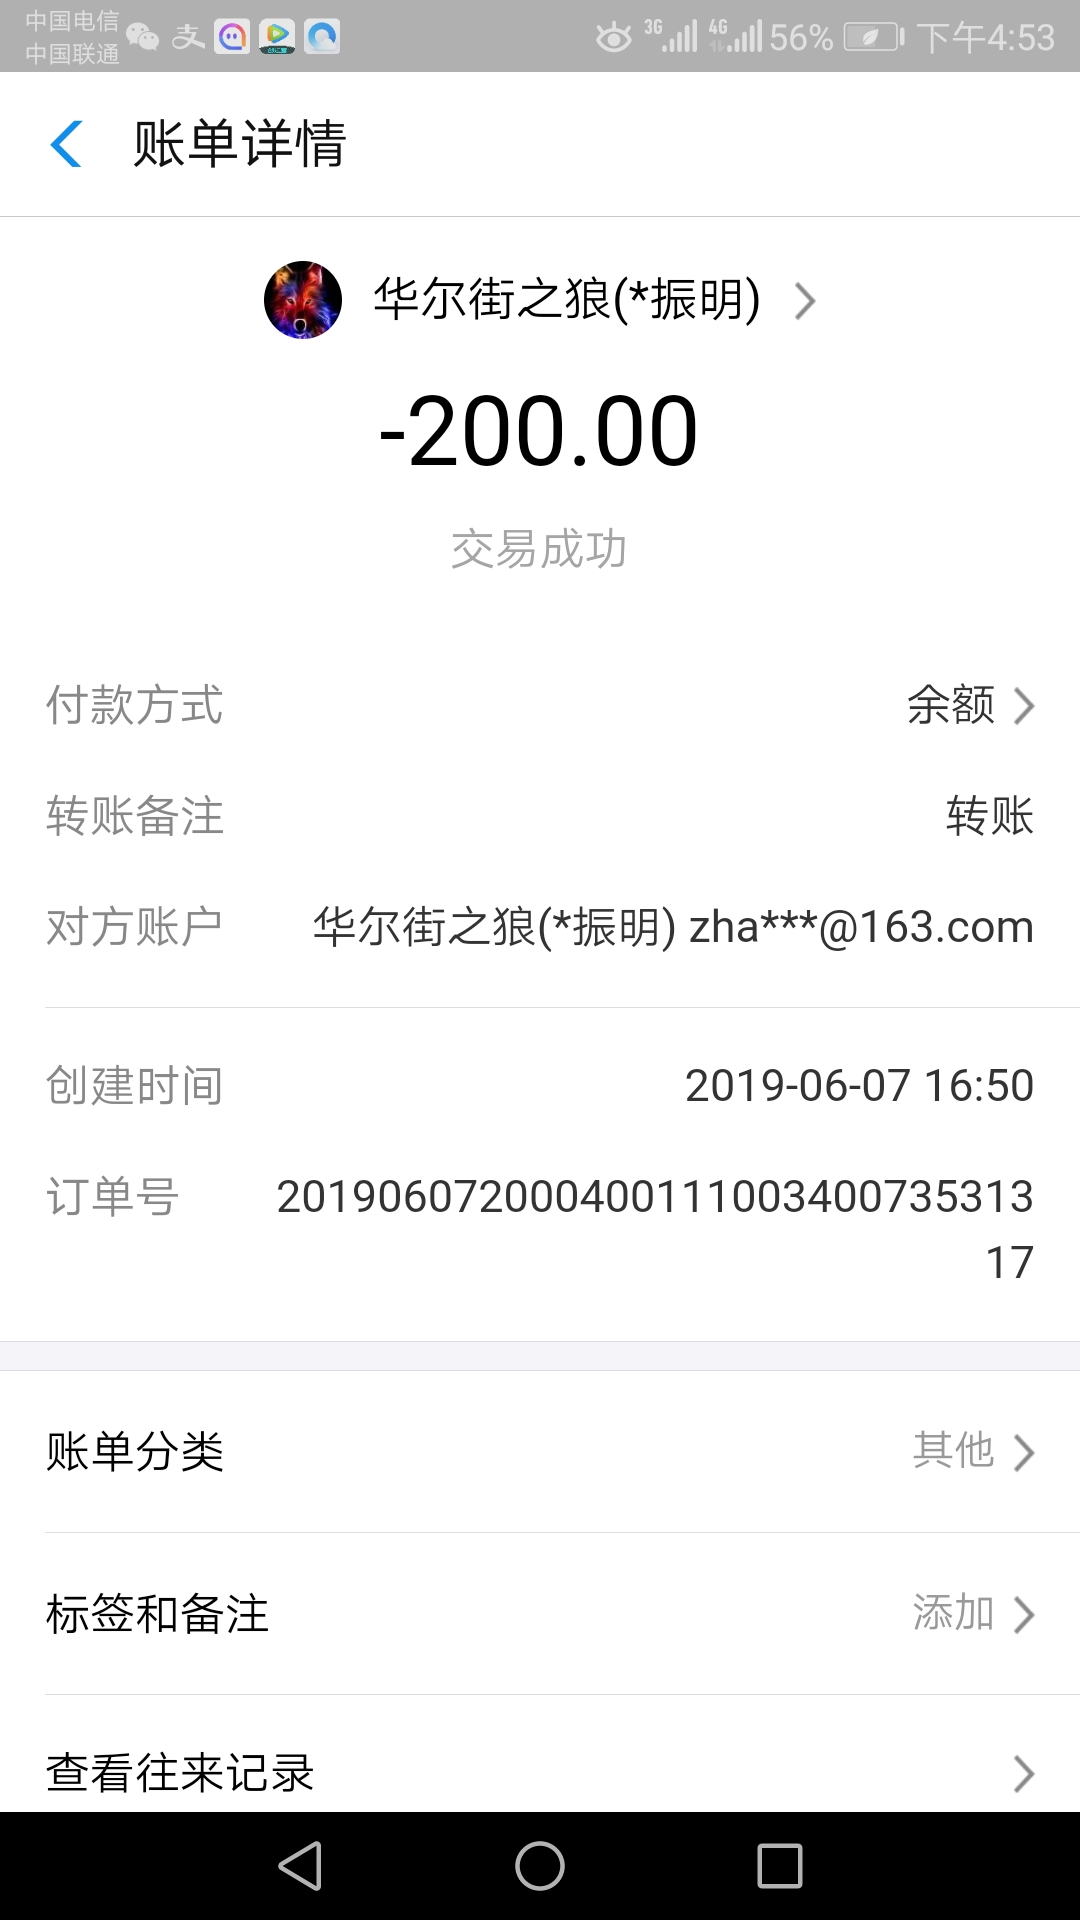 中国电信
中国联通
支
3G
4G
56%
下午4:53
账单详情
华尔街之狼(*振明)
-200.00
交易成功
付款方式 余额
转账备注 转账
对方账户 华尔街之狼(*振明) zha***@163.com
创建时间 2019-06-07 16:50
订单号 201906072000400111003400735313
17
账单分类 其他
标签和备注 添加
查看往来记录